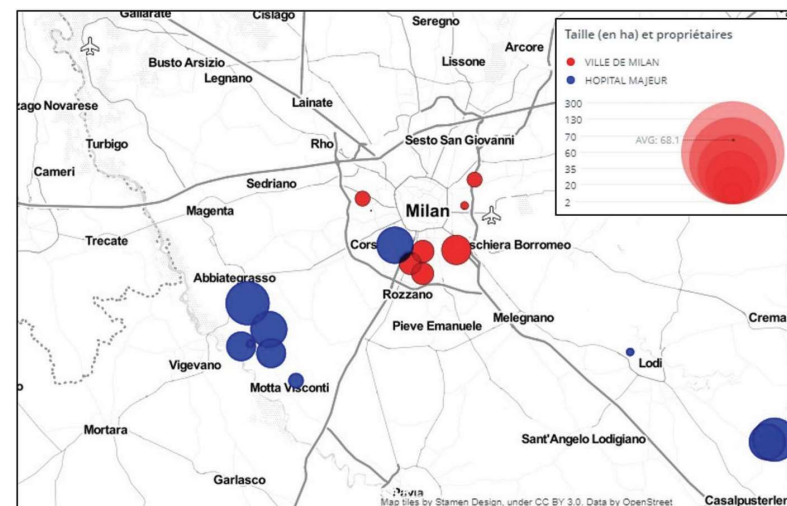 Gallarate
Cislago
Seregno
Arcore
Busto Arsizio
Legnano
Lissone
Lainate
zago Novarese
Turbigo
Rho
Sesto San Giovanni
Cameri
Sedriano
Magenta
Milan
Trecate
Cors
schiera Borromeo
Abbiategrasso
Rozzano
Melegnano
Crema
Pieve Emanuele
Vigevano
Lodi
Motta Visconti
Mortara
Sant'Angelo Lodigiano
Garlasco
Pavia
Casalpusterler
Map tiles by Stamen Design, under CC BY 3.0. Data by OpenStreet
Taille (en ha) et propriétaires
VILLE DE MILAN
HOPITAL MAJEUR
300
130
70
AVG: 68.1
60
35
20
2